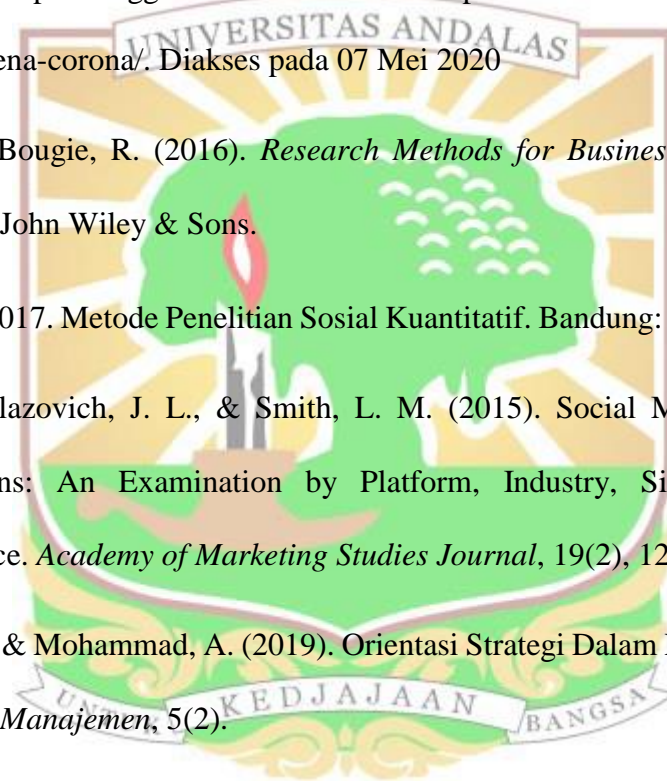 UNIVERSITAS ANDALAS
ena-corona/. Diakses pada 07 Mei 2020
Bougie, R. (2016). Research Methods for Busines
John Wiley & Sons.
017. Metode Penelitian Sosial Kuantitatif. Bandung:
lazovich, J. L., & Smith, L. M. (2015). Social M
ns: An Examination by Platform, Industry, Si
ce. Academy of Marketing Studies Journal, 19(2), 12
& Mohammad, A. (2019). Orientasi Strategi Dalam
Manajemen, 5(2).
UNTUK KEDJAJAAN BANGSA